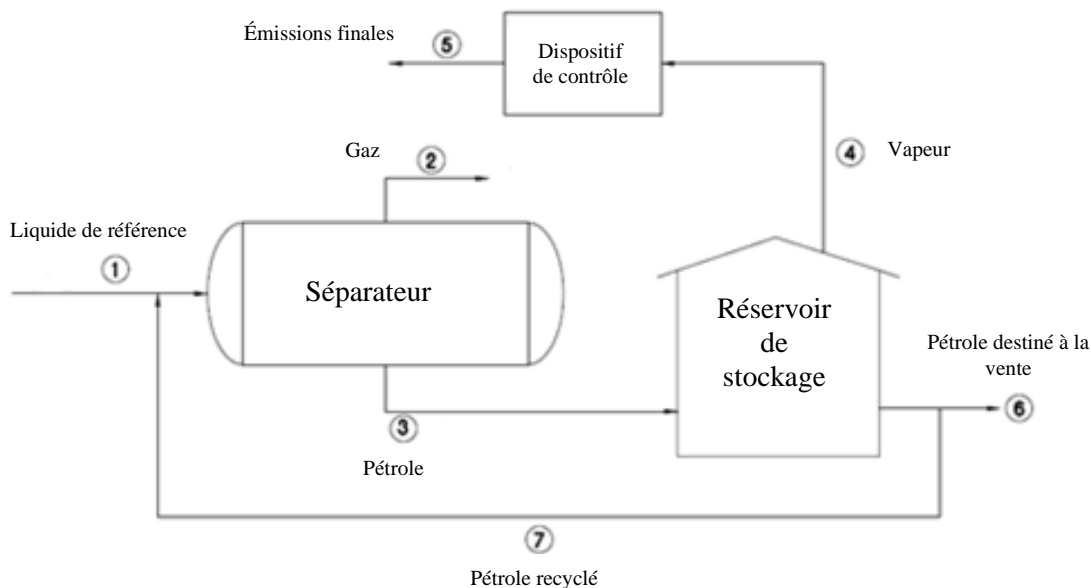 Émissions finales
5
Dispositif
de contrôle
Gaz
2
4
Vapeur
Liquide de référence
1
Séparateur
Réservoir
de
stockage
Pétrole destiné à la
vente
6
3
Pétrole
7
Pétrole recyclé